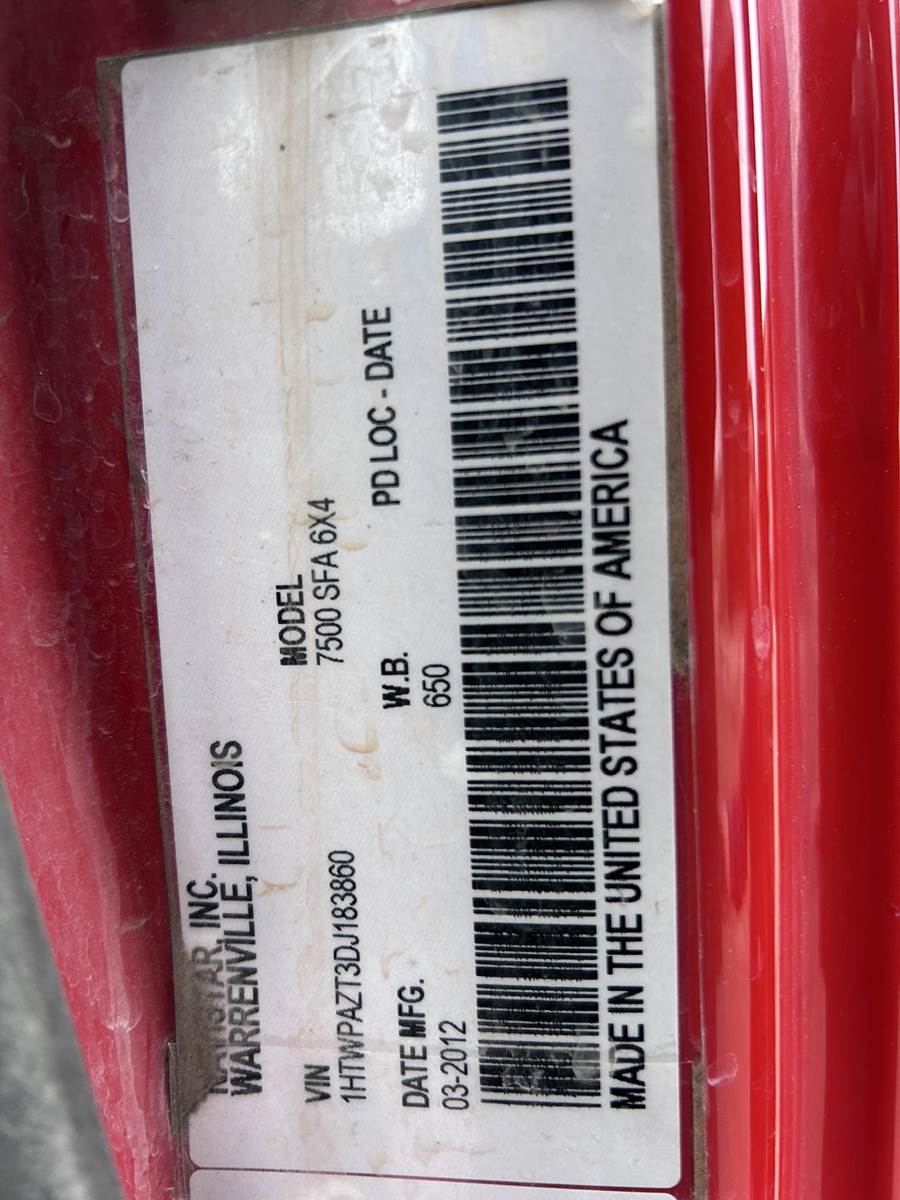 INC.
WARRENVILLE, ILLINOIS
VIN MODEL
1HTWPAZT3DJ183860 7500 SFA 6X4
DATE MFG. W.B. PD LOC - DATE
03-2012 650
MADE IN THE UNITED STATES OF AMERICA